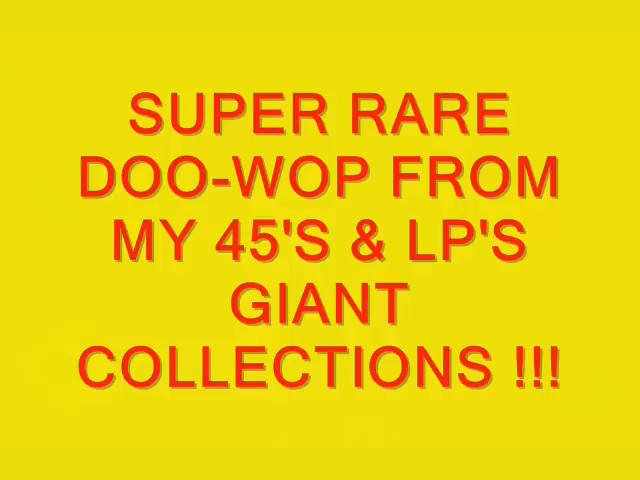 SUPER RARE
DOO-WOP FROM
MY 45'S & LP'S
GIANT
COLLECTIONS !!!